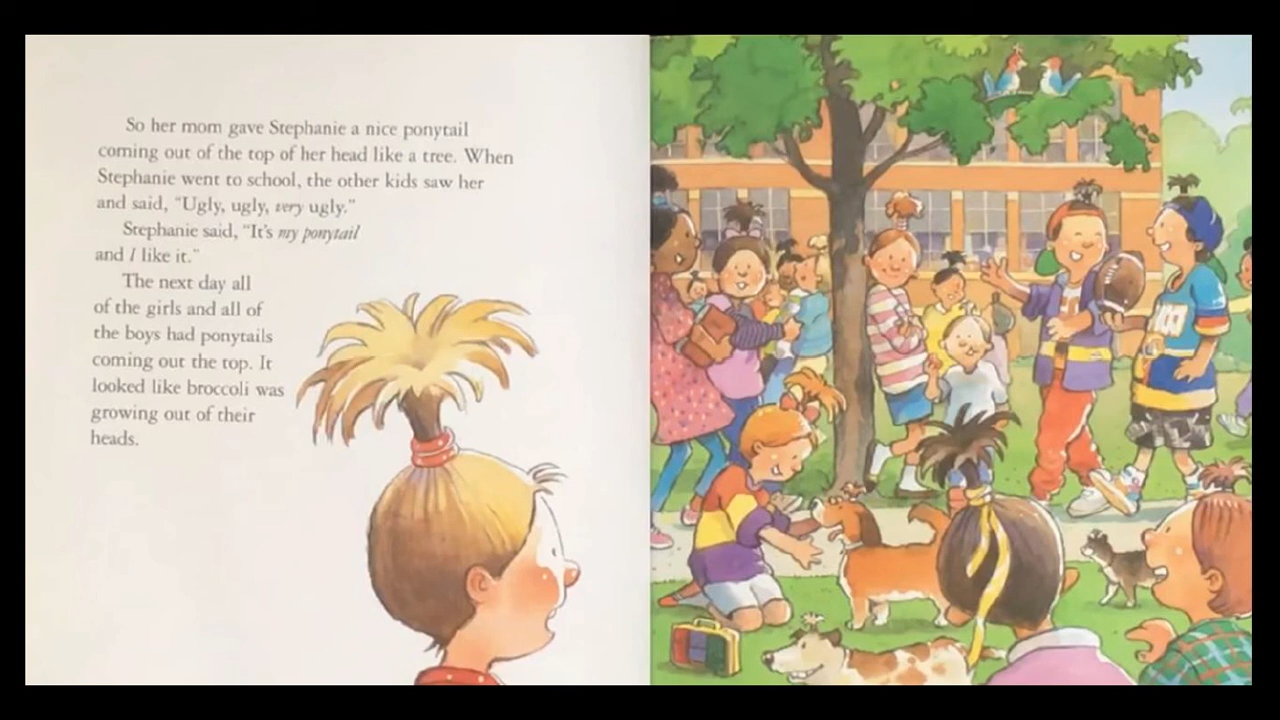 So her mom gave Stephanie a nice ponytail
coming out of the top of her head like a tree. When
Stephanie went to school, the other kids saw her
and said, “Ugly, ugly, very ugly.”
Stephanie said, “It’s my ponytail
and I like it.”
The next day all
of the girls and all of
the boys had ponytails
coming out the top. It
looked like broccoli was
growing out of their
heads.